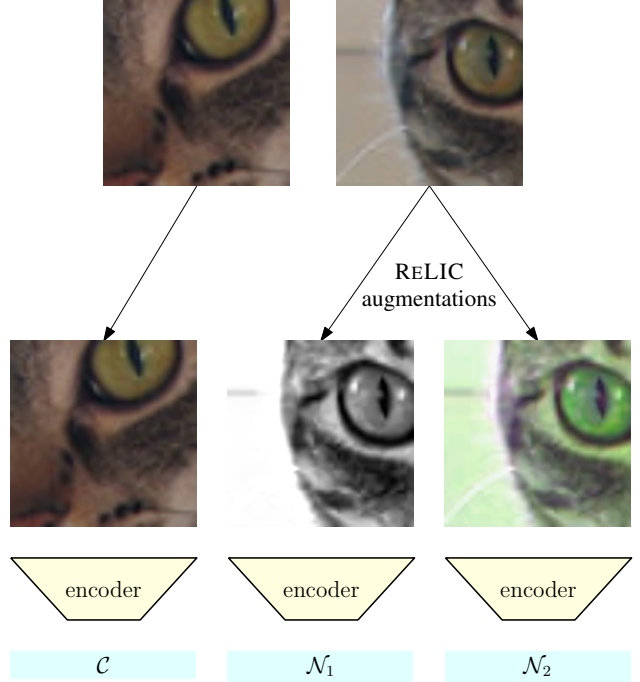 RELIC
augmentations
encoder encoder encoder
𝒞 𝒩₁ 𝒩₂